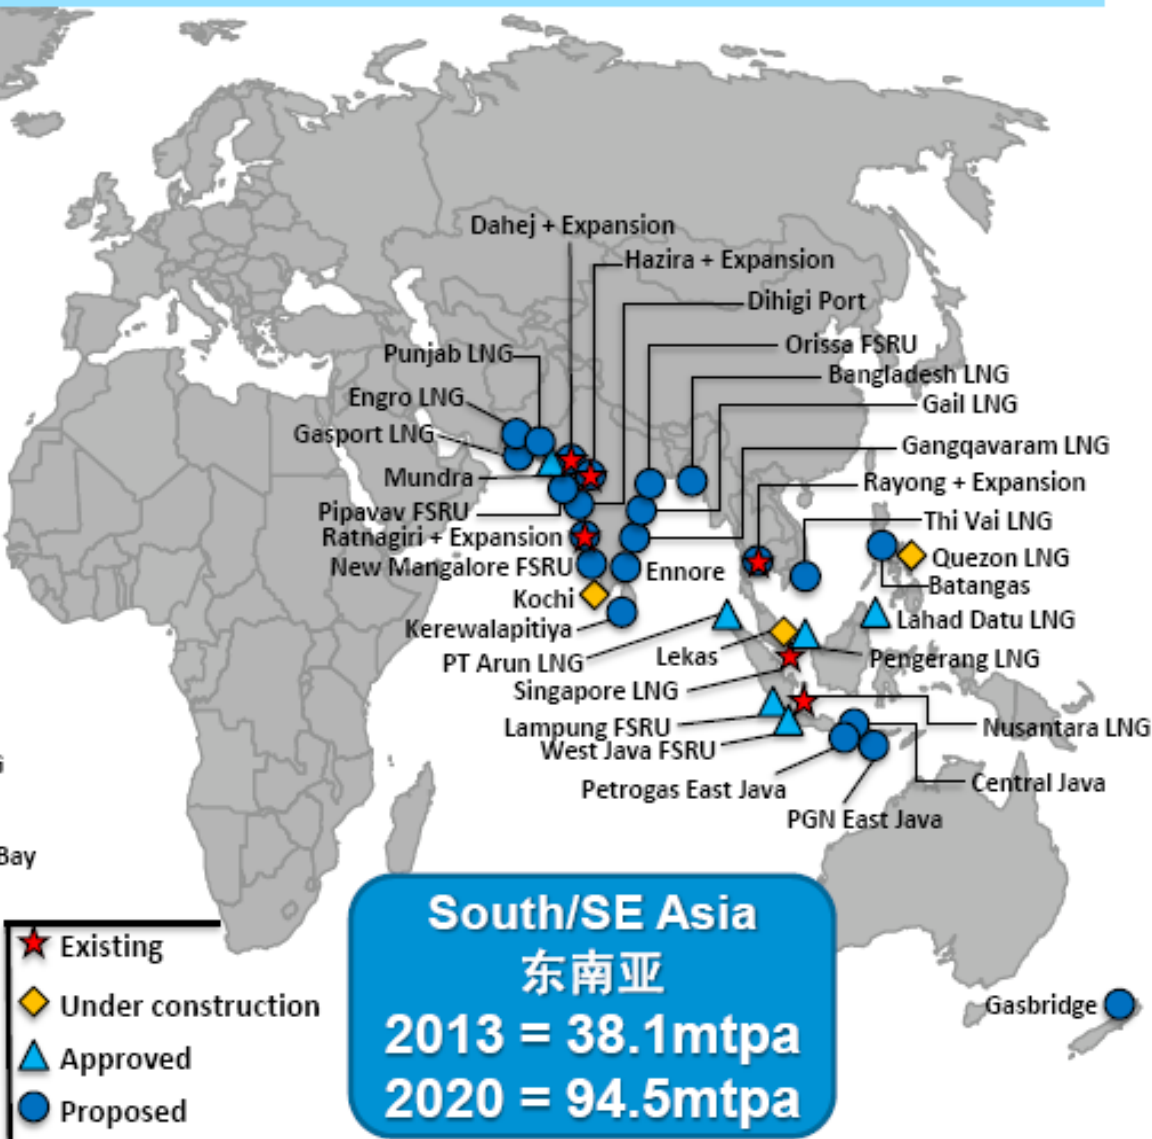 Dahej + Expansion
Hazira + Expansion
Dihigi Port
Orissa FSRU
Punjab LNG
Bangladesh LNG
Engro LNG
Gail LNG
Gasport LNG
Gangqavaram LNG
Mundra
Rayong + Expansion
Pipavav FSRU
Thi Vai LNG
Ratnagiri + Expansion
Quezon LNG
New Mangalore FSRU
Ennore
Batangas
Kochi
Lahad Datu LNG
Kerewalapitiya
PT Arun LNG
Lekas
Pengerang LNG
Singapore LNG
Lampung FSRU
Nusantara LNG
West Java FSRU
Petrogas East Java
Central Java
PGN East Java
Bay
South/SE Asia
东南亚
2013 = 38.1mtpa
2020 = 94.5mtpa
Existing
Under construction
Approved
Proposed
Gasbridge